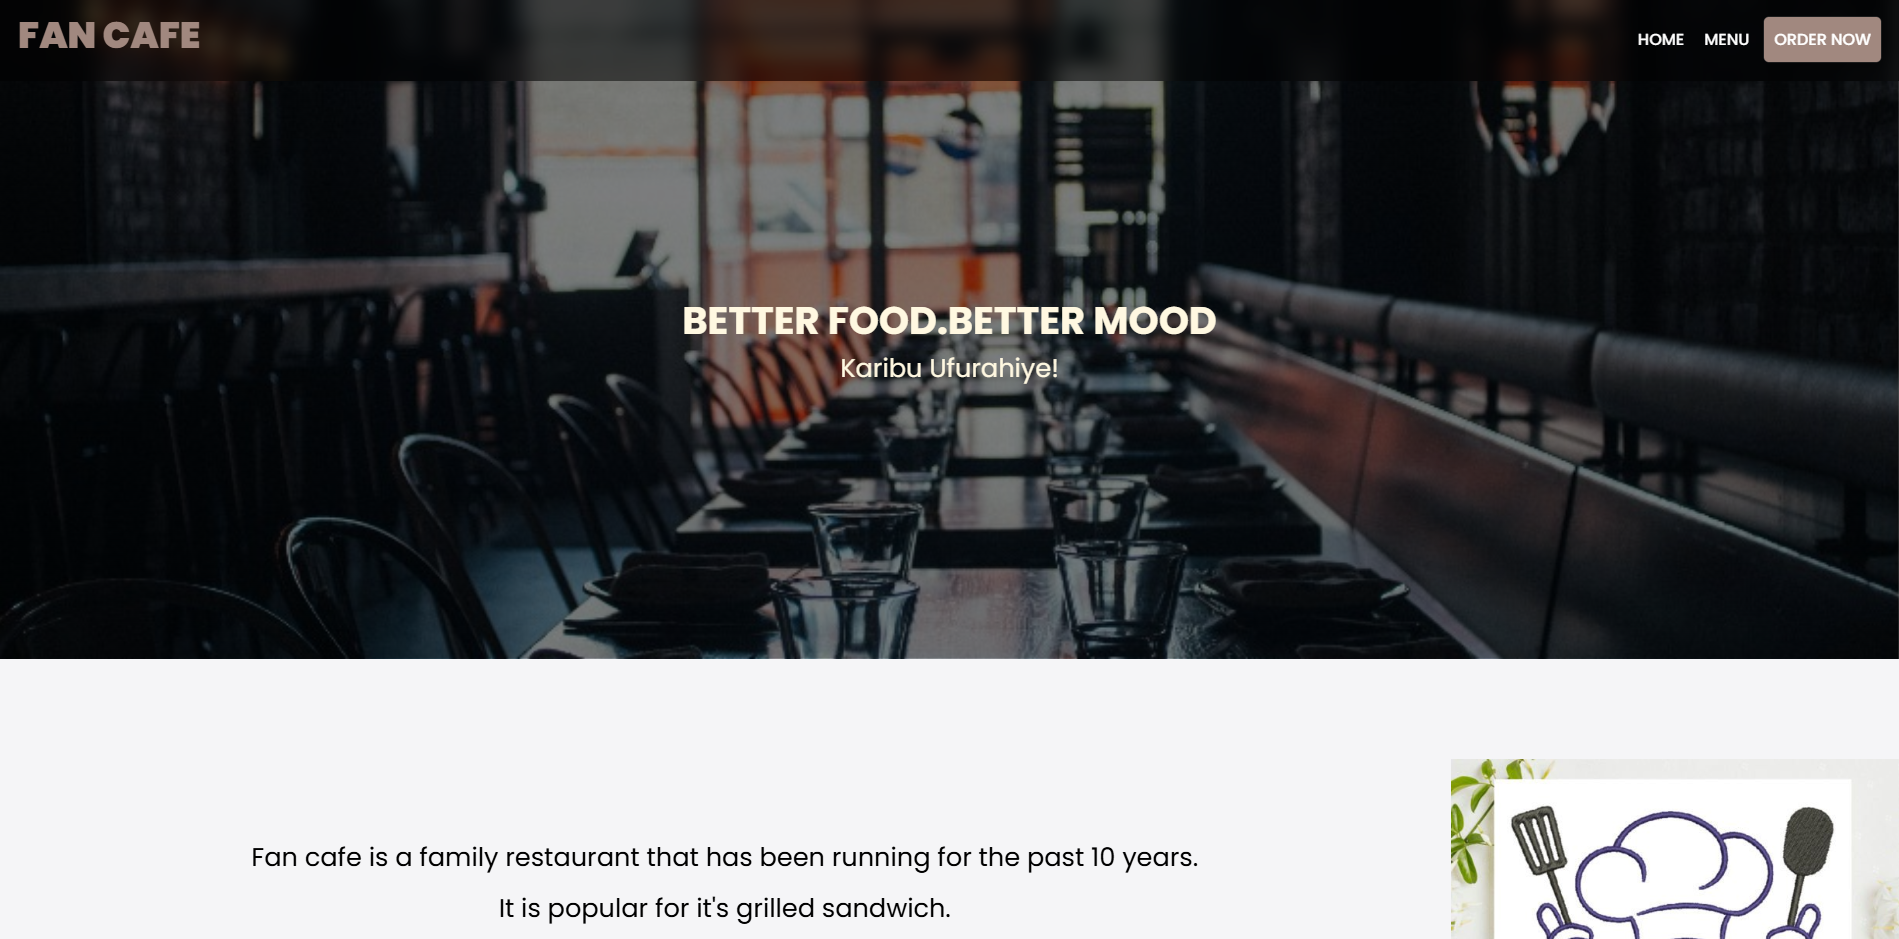 FAN CAFE
HOME MENU ORDER NOW
BETTER FOOD.BETTER MOOD
Karibu Ufurahiye!
Fan cafe is a family restaurant that has been running for the past 10 years.
It is popular for it's grilled sandwich.